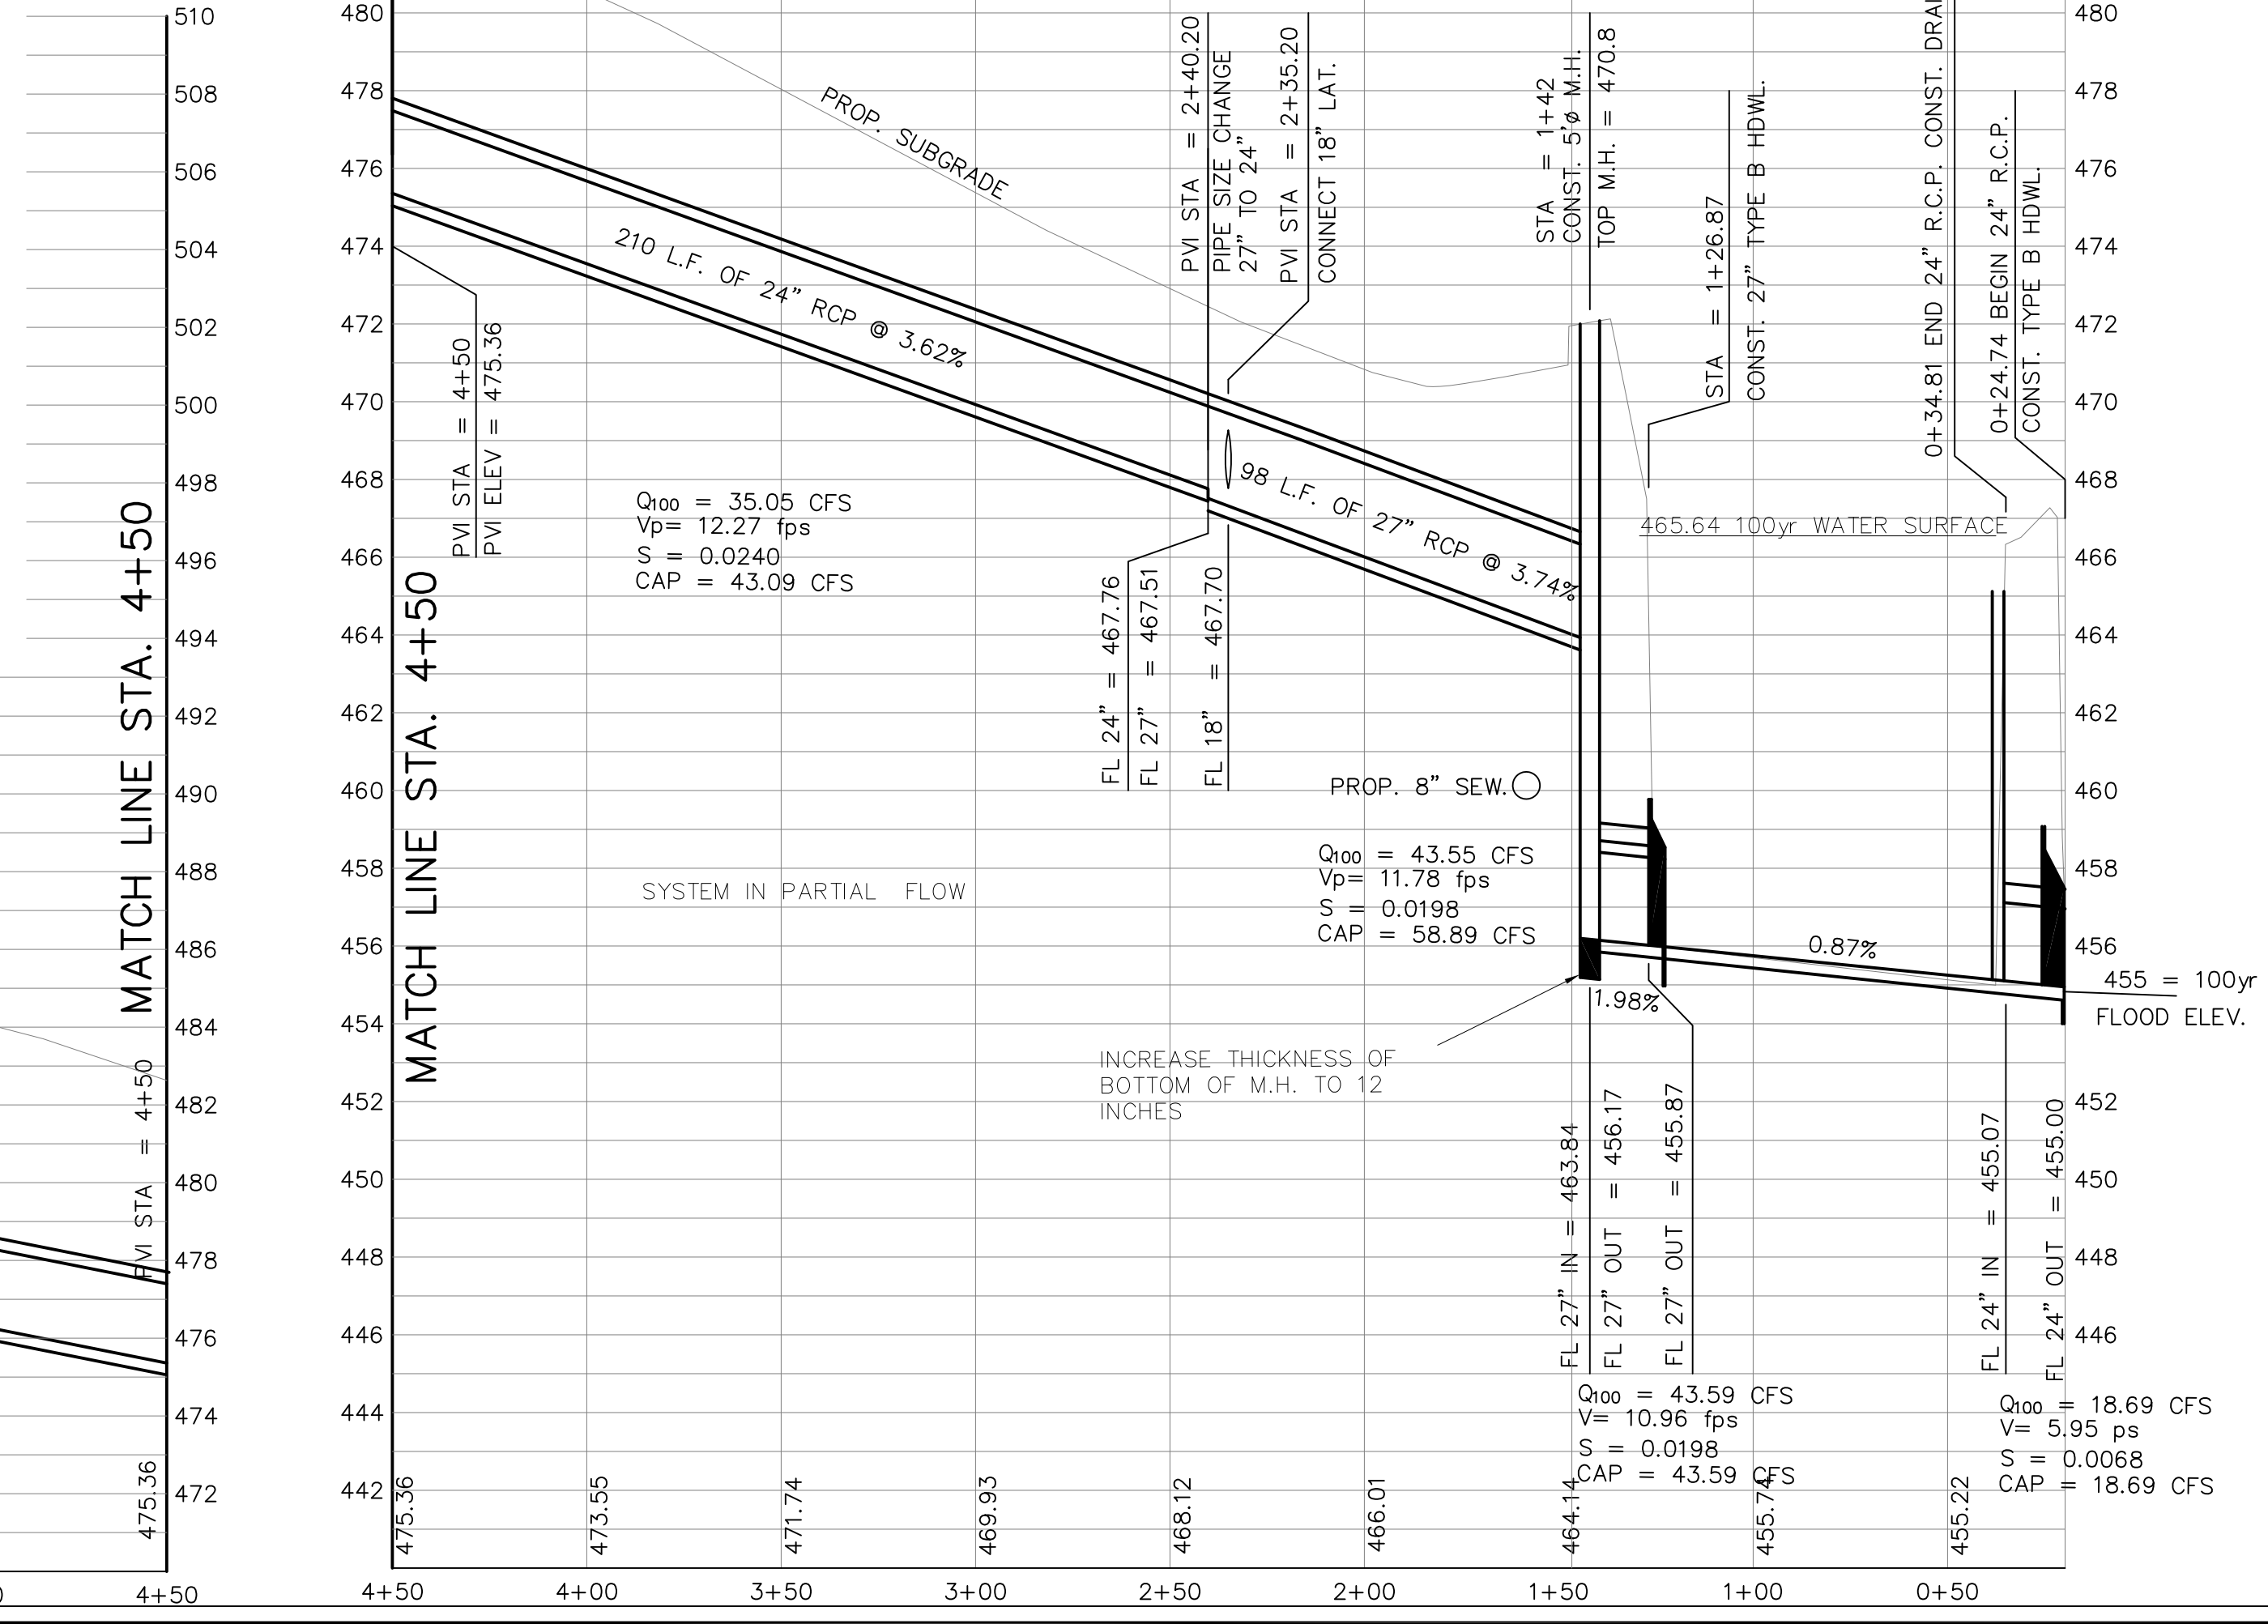 510
508
506
504
502
500
498
496
494
492
490
488
486
484
482
480
478
476
474
472
MATCH LINE STA. 4+50
PVI STA = 4+50
475.36
4+50
480
478
476
474
472
470
468
466
464
462
460
458
456
454
452
450
448
446
444
442
MATCH LINE STA. 4+50
PROP. SUBGRADE
210 L.F. OF 24" RCP @ 3.62%
PVI STA = 4+50
PVI ELEV = 475.36
Q100 = 35.05 CFS
Vp= 12.27 fps
S = 0.0240
CAP = 43.09 CFS
SYSTEM IN PARTIAL FLOW
PVI STA = 2+40.20
PIPE SIZE CHANGE
27" TO 24"
PVI STA = 2+35.20
CONNECT 18" LAT.
98 L.F. OF 27" RCP @ 3.74%
FL 24" = 467.76
FL 27" = 467.51
FL 18" = 467.70
PROP. 8" SEW.
Q100 = 43.55 CFS
Vp= 11.78 fps
S = 0.0198
CAP = 58.89 CFS
INCREASE THICKNESS OF
BOTTOM OF M.H. TO 12
INCHES
STA = 1+42
CONST. 5'ø M.H.
TOP M.H. = 470.8
STA = 1+26.87
CONST. 27" TYPE B HDWL.
465.64 100yr WATER SURFACE
0+34.81 END 24" R.C.P. CONST. DRA
0+24.74 BEGIN 24" R.C.P.
CONST. TYPE B HDWL.
0.87%
1.98%
FL 27" IN = 463.84
FL 27" OUT = 456.17
FL 27" OUT = 455.87
FL 24" IN = 455.07
FL 24" OUT = 455.00
Q100 = 43.59 CFS
V= 10.96 fps
S = 0.0198
CAP = 43.59 CFS
Q100 = 18.69 CFS
V= 5.95 ps
S = 0.0068
CAP = 18.69 CFS
480
478
476
474
472
470
468
466
464
462
460
458
456
455 = 100yr
FLOOD ELEV.
452
450
448
446
475.36
473.55
471.74
469.93
468.12
466.01
464.14
455.74
455.22
4+50
4+00
3+50
3+00
2+50
2+00
1+50
1+00
0+50